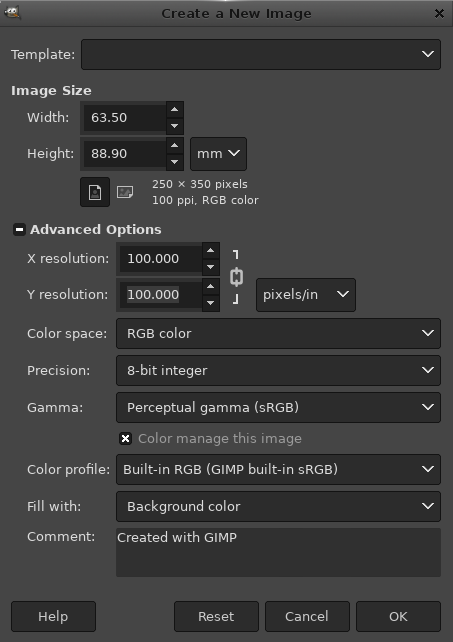 Create a New Image
Template:
Image Size
Width: 63.50
Height: 88.90 mm
250 × 350 pixels
100 ppi, RGB color
Advanced Options
X resolution: 100.000
Y resolution: 100.000 pixels/in
Color space: RGB color
Precision: 8-bit integer
Gamma: Perceptual gamma (sRGB)
Color manage this image
Color profile: Built-in RGB (GIMP built-in sRGB)
Fill with: Background color
Comment: Created with GIMP
Help Reset Cancel OK